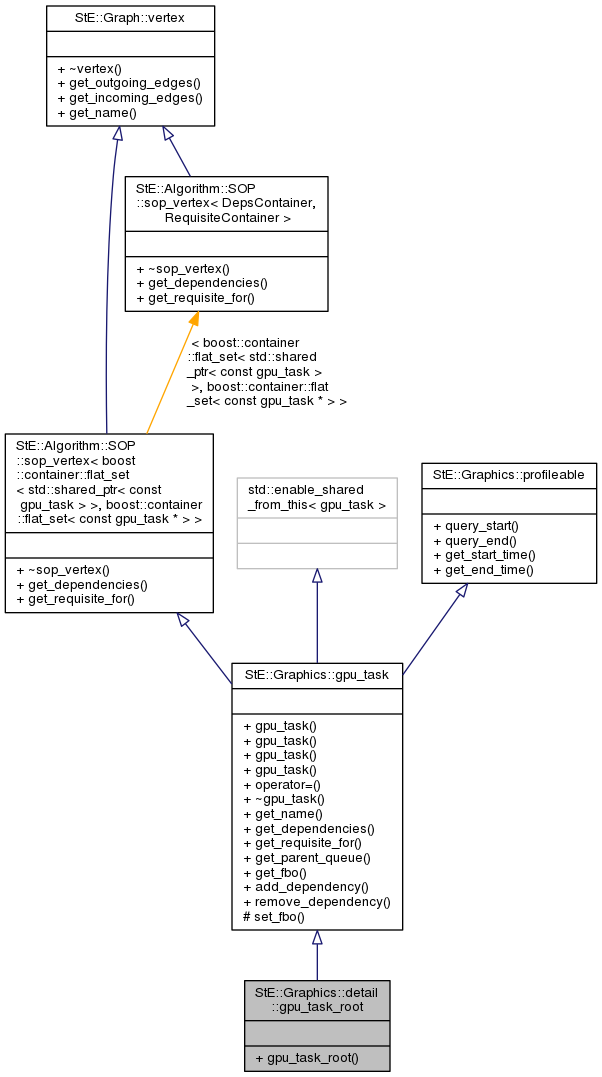 StE::Graph::vertex
+ ~vertex()
+ get_outgoing_edges()
+ get_incoming_edges()
+ get_name()
StE::Algorithm::SOP
::sop_vertex< DepsContainer,
RequisiteContainer >
+ ~sop_vertex()
+ get_dependencies()
+ get_requisite_for()
< boost::container
::flat_set< std::shared
_ptr< const gpu_task >
>, boost::container::flat
_set< const gpu_task * > >
StE::Algorithm::SOP
::sop_vertex< boost
::container::flat_set
< std::shared_ptr< const
gpu_task > >, boost::container
::flat_set< const gpu_task * > >
+ ~sop_vertex()
+ get_dependencies()
+ get_requisite_for()
std::enable_shared
_from_this< gpu_task >
StE::Graphics::profileable
+ query_start()
+ query_end()
+ get_start_time()
+ get_end_time()
StE::Graphics::gpu_task
+ gpu_task()
+ gpu_task()
+ gpu_task()
+ gpu_task()
+ operator=()
+ ~gpu_task()
+ get_name()
+ get_dependencies()
+ get_requisite_for()
+ get_parent_queue()
+ get_fbo()
+ add_dependency()
+ remove_dependency()
# set_fbo()
StE::Graphics::detail
::gpu_task_root
+ gpu_task_root()